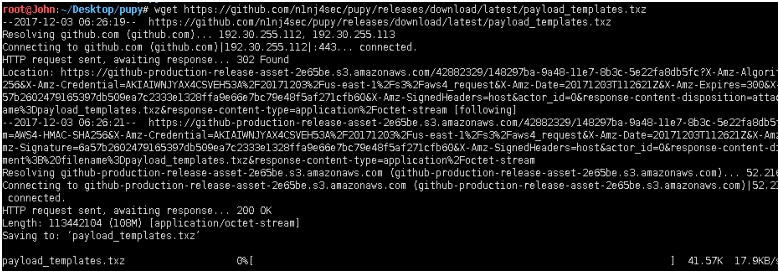 root@John:~/Desktop/pupy# wget https://github.com/n1nj4sec/pupy/releases/download/latest/payload_templates.txz
--2017-12-03 06:26:19--  https://github.com/n1nj4sec/pupy/releases/download/latest/payload_templates.txz
Resolving github.com (github.com)... 192.30.255.112, 192.30.255.113
Connecting to github.com (github.com)|192.30.255.112|:443... connected.
HTTP request sent, awaiting response... 302 Found
Location: https://github-production-release-asset-2e65be.s3.amazonaws.com/42882329/148297ba-9a48-11e7-8b3c-5e22fa8db5fc?X-Amz-Algorit
256&X-Amz-Credential=AKIAIWNJYAX4CSVEH53A%2F20171203%2Fus-east-1%2Fs3%2Faws4_request&X-Amz-Date=20171203T112621Z&X-Amz-Expires=300&X-
57b2602479165397db509ea7c2333e1328ffa9e66e7bc79e48f5af271cfb60&X-Amz-SignedHeaders=host&actor_id=0&response-content-disposition=attac
ame%3Dpayload_templates.txz&response-content-type=application%2Foctet-stream [following]
--2017-12-03 06:26:21--  https://github-production-release-asset-2e65be.s3.amazonaws.com/42882329/148297ba-9a48-11e7-8b3c-5e22fa8db5f
m=AWS4-HMAC-SHA256&X-Amz-Credential=AKIAIWNJYAX4CSVEH53A%2F20171203%2Fus-east-1%2Fs3%2Faws4_request&X-Amz-Date=20171203T112621Z&X-Amz
mz-Signature=6a57b2602479165397db509ea7c2333e1328ffa9e66e7bc79e48f5af271cfb60&X-Amz-SignedHeaders=host&actor_id=0&response-content-di
ment%3B%20filename%3Dpayload_templates.txz&response-content-type=application%2Foctet-stream
Resolving github-production-release-asset-2e65be.s3.amazonaws.com (github-production-release-asset-2e65be.s3.amazonaws.com)... 52.216
Connecting to github-production-release-asset-2e65be.s3.amazonaws.com (github-production-release-asset-2e65be.s3.amazonaws.com)|52.21
connected.
HTTP request sent, awaiting response... 200 OK
Length: 113442104 (108M) [application/octet-stream]
Saving to: ‘payload_templates.txz’
payload_templates.txz 0%[ ] 41.57K 17.9KB/s